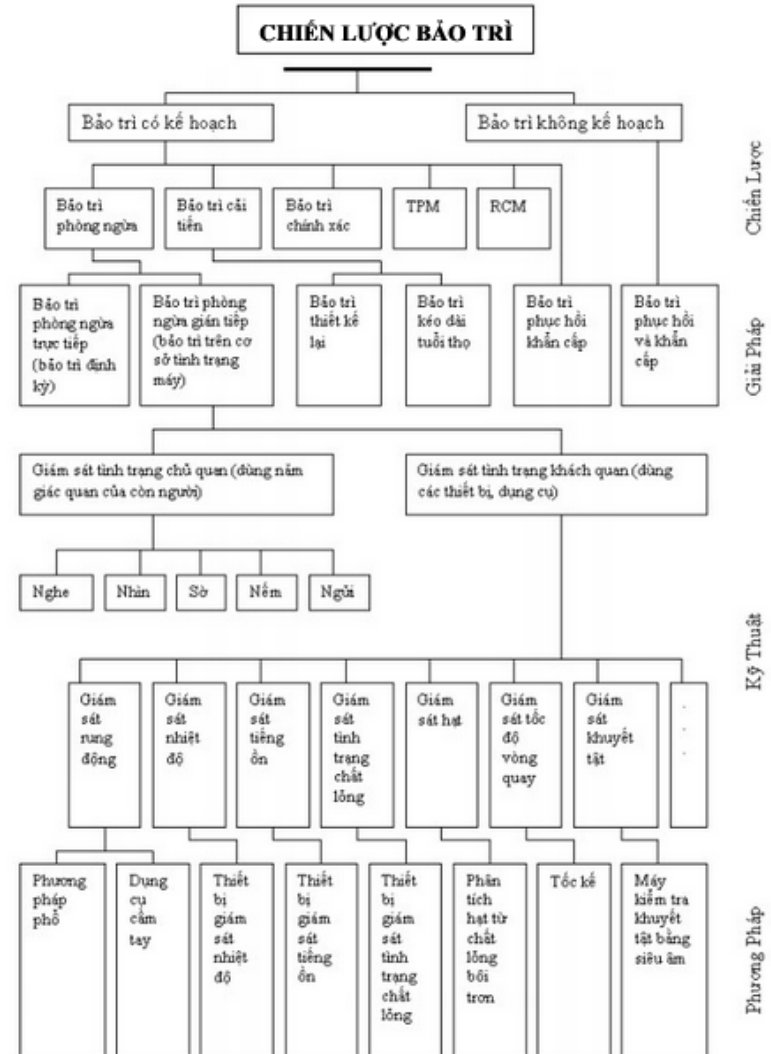 CHIẾN LƯỢC BẢO TRÌ
Bảo trì có kế hoạch
Bảo trì không kế hoạch
Chiến Lược
Bảo trì
phòng ngừa
Bảo trì cải
tiến
Bảo trì
chính xác
TPM
RCM
Giải Pháp
Bảo trì
phòng ngừa
trực tiếp
(bảo trì định
kỳ)
Bảo trì phòng
ngừa gián tiếp
(bảo trì trên cơ
sở tình trạng
máy)
Bảo trì
thiết kế
lại
Bảo trì
kéo dài
tuổi thọ
Bảo trì
phục hồi
khẩn cấp
Bảo trì
phục hồi
và khẩn
cấp
Giám sát tình trạng chủ quan (dùng năm
giác quan của còn người)
Giám sát tình trạng khách quan (dùng
các thiết bị, dụng cụ)
Nghe
Nhìn
Sờ
Nếm
Ngửi
Kỹ Thuật
Giám
sát
rung
động
Giám
sát
nhiệt
độ
Giám
sát
tiếng
ồn
Giám
sát
tình
trạng
chất
lỏng
Giám
sát hạt
Giám
sát tốc
độ
vòng
quay
Giám
sát
khuyết
tật
.
.
.
Phương Pháp
Phương
pháp
phổ
Dụng
cụ
cầm
tay
Thiết
bị
giám
sát
nhiệt
độ
Thiết
bị
giám
sát
tiếng
ồn
Thiết
bị
giám
sát
tình
trạng
chất
lỏng
Phân
tích
hạt từ
chất
lỏng
bôi
trơn
Tốc kế
Máy
kiểm tra
khuyết
tật bằng
siêu âm